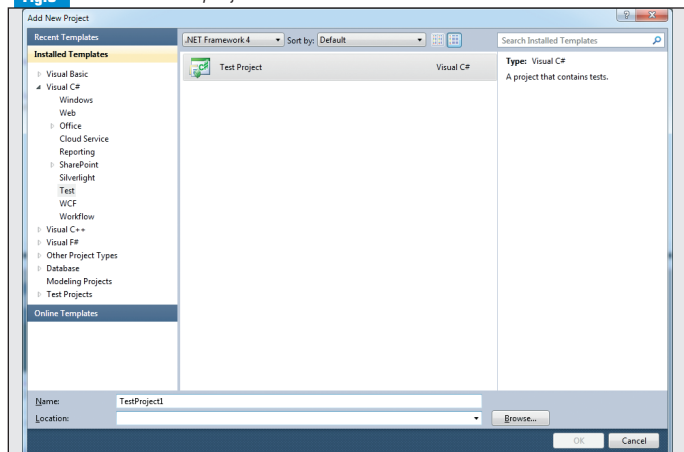 Add New Project
Recent Templates
.NET Framework 4 Sort by: Default Search Installed Templates
Installed Templates
Test Project Visual C#
Type: Visual C#
A project that contains tests.
Visual Basic
Visual C#
Windows
Web
Office
Cloud Service
Reporting
SharePoint
Silverlight
Test
WCF
Workflow
Visual C++
Visual F#
Other Project Types
Database
Modeling Projects
Test Projects
Online Templates
Name: TestProject1
Location: Browse...
OK Cancel